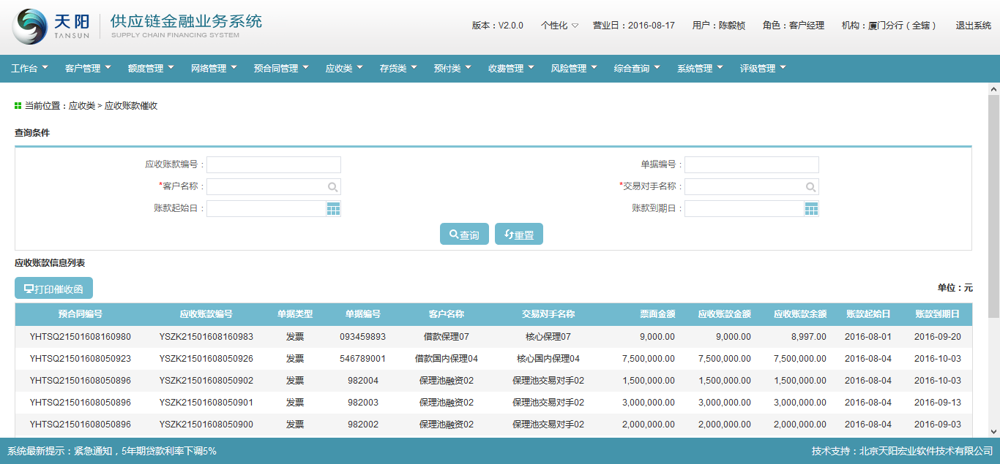 天阳 TANSUN 供应链金融业务系统 SUPPLY CHAIN FINANCING SYSTEM
版本：V2.0.0 个性化 营业日：2016-08-17 用户：陈毅桢 角色：客户经理 机构：厦门分行（全辖） 退出系统
工作台 客户管理 额度管理 网络管理 预合同管理 应收类 存货类 预付类 收费管理 风险管理 综合查询 系统管理 评级管理
当前位置：应收类 > 应收账款催收
查询条件
应收账款编号： 单据编号：
*客户名称： *交易对手名称：
账款起始日： 账款到期日：
查询 重置
应收账款信息列表
打印催收函 单位：元
预合同编号 应收账款编号 单据类型 单据编号 客户名称 交易对手名称 票面金额 应收账款金额 应收账款余额 账款起始日 账款到期日
YHTSQ21501608160980 YSZK21501608160983 发票 093459893 借款保理07 核心保理07 9,000.00 9,000.00 8,997.00 2016-08-01 2016-09-20
YHTSQ21501608050923 YSZK21501608050926 发票 546789001 借款国内保理04 核心国内保理04 7,500,000.00 7,500,000.00 7,500,000.00 2016-08-04 2016-10-03
YHTSQ21501608050896 YSZK21501608050902 发票 982004 保理池融资02 保理池交易对手02 1,500,000.00 1,500,000.00 1,500,000.00 2016-08-04 2016-10-03
YHTSQ21501608050896 YSZK21501608050901 发票 982003 保理池融资02 保理池交易对手02 3,000,000.00 3,000,000.00 3,000,000.00 2016-08-04 2016-09-13
YHTSQ21501608050896 YSZK21501608050900 发票 982002 保理池融资02 保理池交易对手02 2,000,000.00 2,000,000.00 2,000,000.00 2016-08-04 2016-09-03
系统最新提示：紧急通知，5年期贷款利率下调5% 技术支持：北京天阳宏业软件技术有限公司